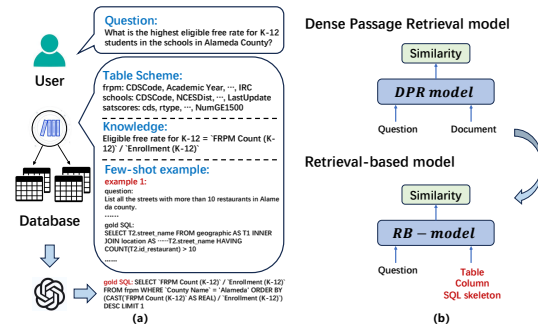 Question:
What is the highest eligible free rate for K-12
students in the schools in Alameda County?
User
Table Scheme:
frpm: CDSCode, Academic Year, ···, IRC
schools: CDSCode, NCESDist, ···, LastUpdate
satscores: cds, rtype, ···, NumGE1500
Knowledge:
Eligible free rate for K-12 = `FRPM Count (K-
12)` / `Enrollment (K-12)`
Few-shot example:
example 1:
question:
List all the streets with more than 10 restaurants in Alame
da county.
······
gold SQL:
SELECT T2.street_name FROM geographic AS T1 INNER
JOIN location AS ······T2.street_name HAVING
COUNT(T2.id_restaurant) > 10
······
Database
gold SQL: SELECT `FRPM Count (K-12)` / `Enrollment (K-12)`
FROM frpm WHERE `County Name` = 'Alameda' ORDER BY
(CAST(`FRPM Count (K-12)` AS REAL) / `Enrollment (K-12)`)
DESC LIMIT 1
(a)
Dense Passage Retrieval model
Similarity
DPR model
Question
Document
Retrieval-based model
Similarity
RB - model
Question
Table
Column
SQL skeleton
(b)